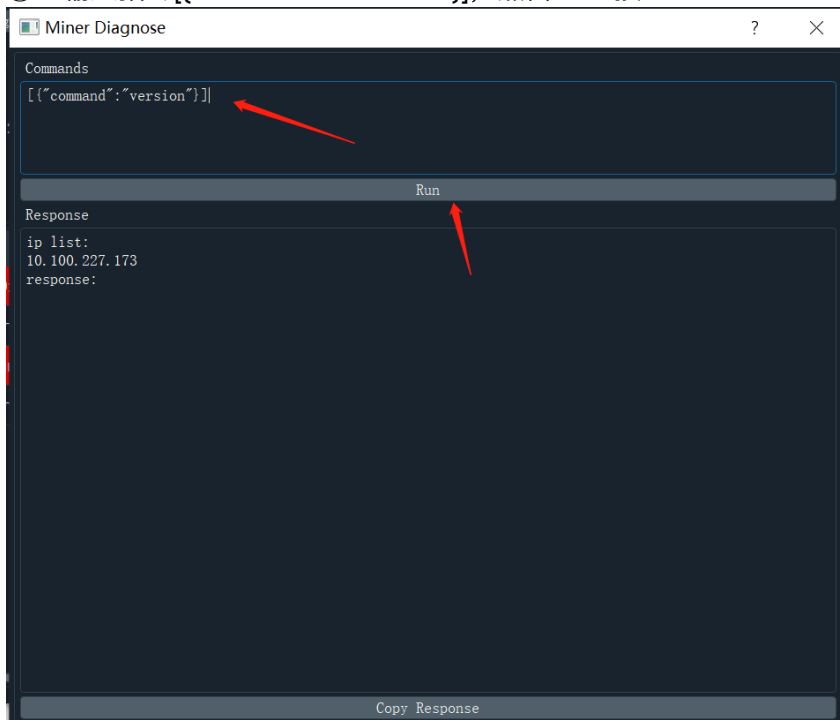 Miner Diagnose
Commands
[{"command":"version"}]
Run
Response
ip list:
10.100.227.173
response:
Copy Response